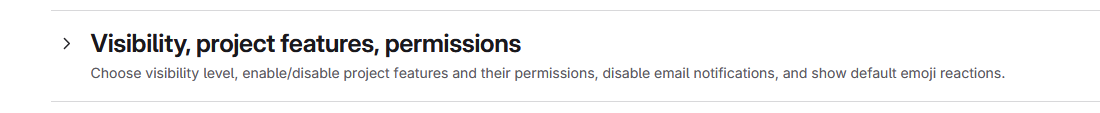 Visibility, project features, permissions
Choose visibility level, enable/disable project features and their permissions, disable email notifications, and show default emoji reactions.